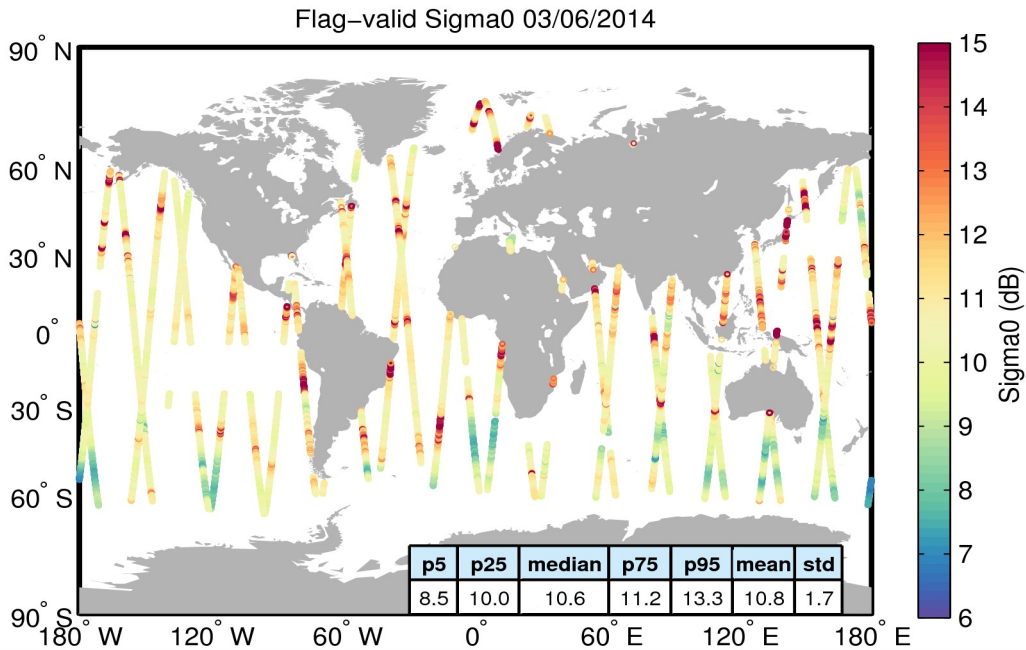 Flag−valid Sigma0 03/06/2014
90° N
60° N
30° N
0°
30° S
60° S
90° S
180° W
120° W
60° W
0°
60° E
120° E
180° E
p5 p25 median p75 p95 mean std
8.5 10.0 10.6 11.2 13.3 10.8 1.7
15
14
13
12
11
10
9
8
7
6
Sigma0 (dB)